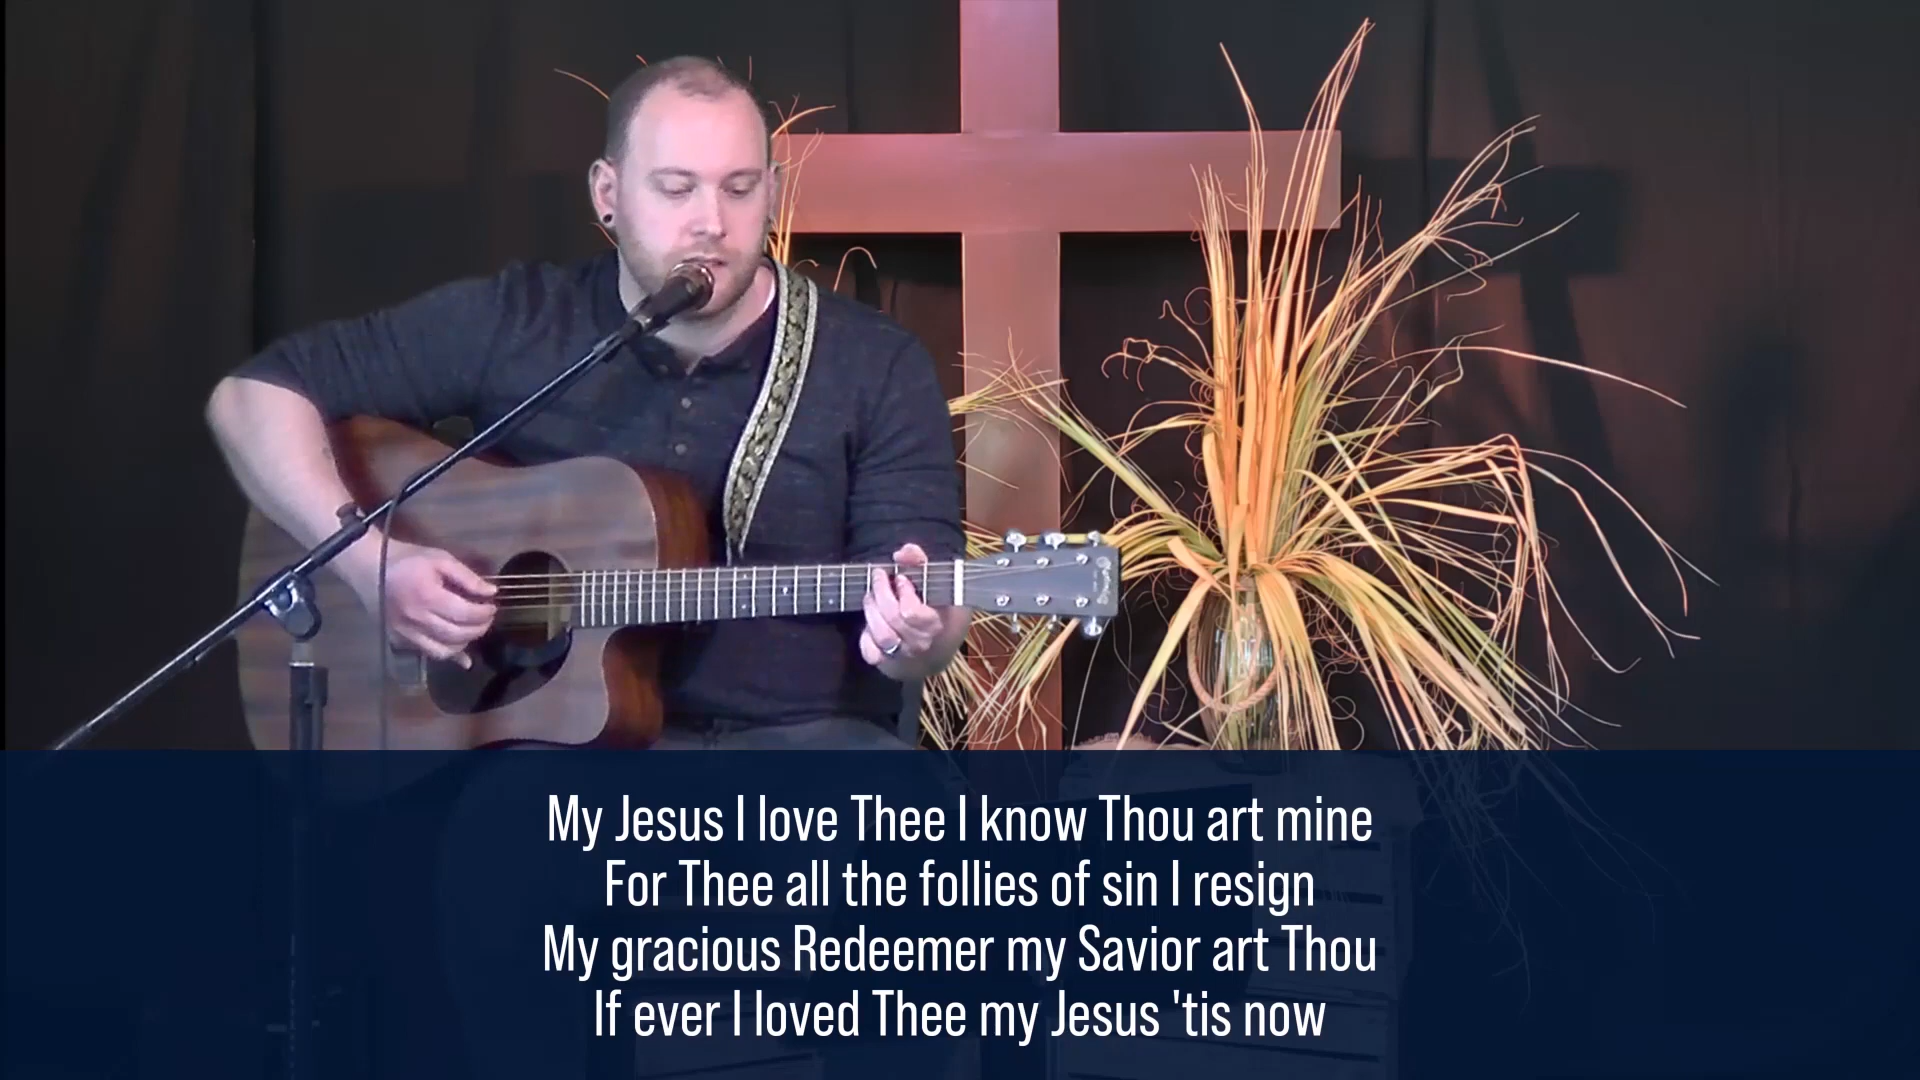 My Jesus I love Thee I know Thou art mine
For Thee all the follies of sin I resign
My gracious Redeemer my Savior art Thou
If ever I loved Thee my Jesus 'tis now